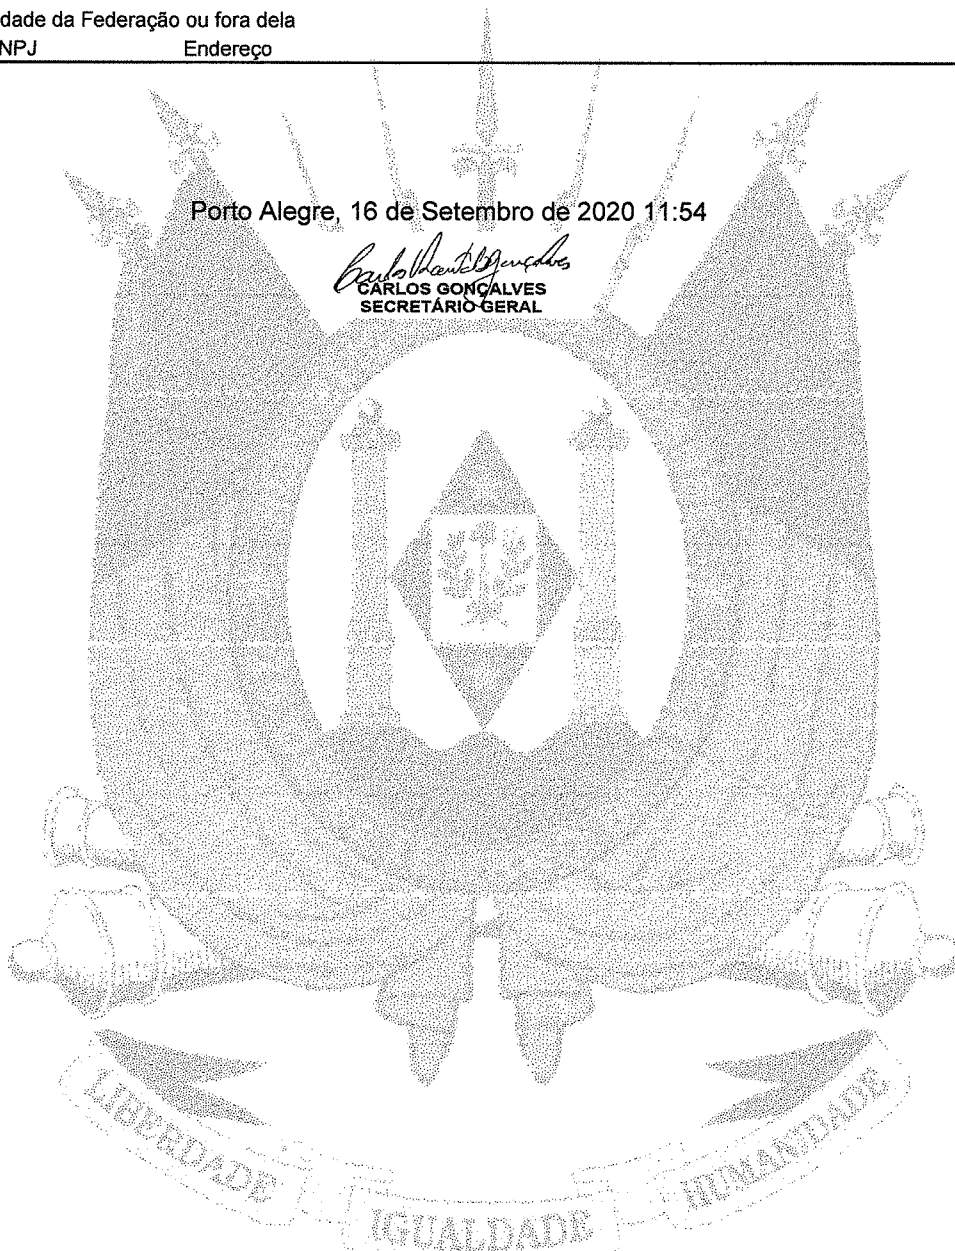 dade da Federação ou fora dela
NPJ Endereço
Porto Alegre, 16 de Setembro de 2020 11:54
CARLOS GONÇALVES
SECRETÁRIO GERAL
LIBERDADE
IGUALDADE
HUMANIDADE